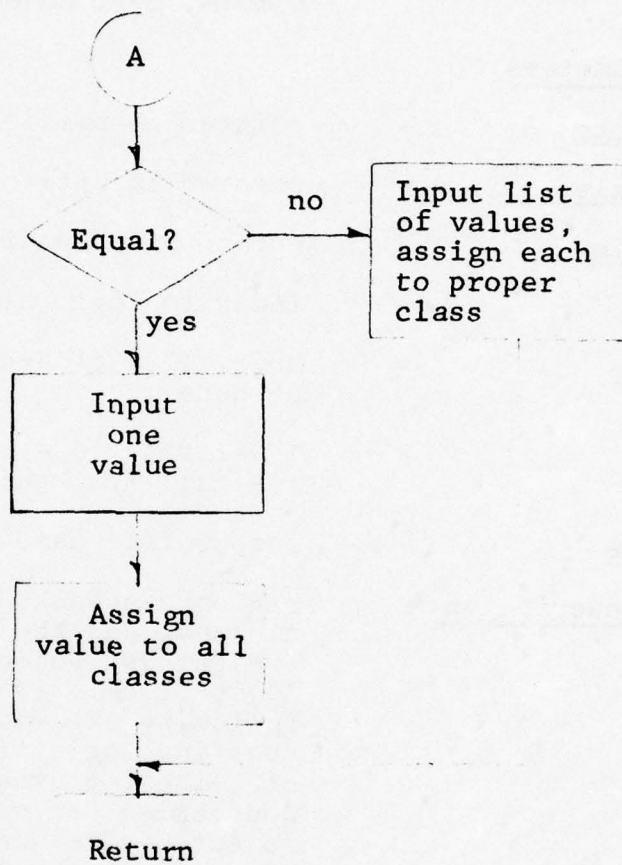 A
Equal?
no
Input list
of values,
assign each
to proper
class
yes
Input
one
value
Assign
value to all
classes
Return